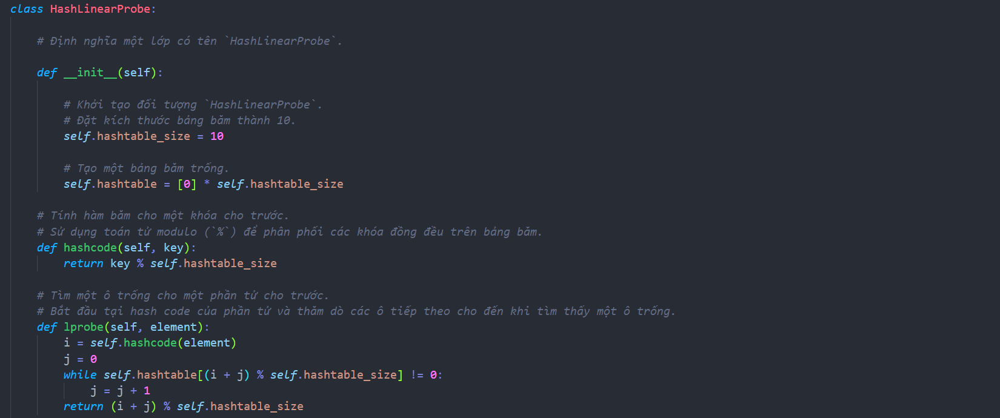 class HashLinearProbe:
# Định nghĩa một lớp có tên `HashLinearProbe`.
def __init__(self):
# Khởi tạo đối tượng `HashLinearProbe`.
# Đặt kích thước bảng băm thành 10.
self.hashtable_size = 10
# Tạo một bảng băm trống.
self.hashtable = [0] * self.hashtable_size
# Tính hàm băm cho một khóa cho trước.
# Sử dụng toán tử modulo (`%`) để phân phối các khóa đồng đều trên bảng băm.
def hashcode(self, key):
return key % self.hashtable_size
# Tìm một ô trống cho một phần tử cho trước.
# Bắt đầu tại hash code của phần tử và thăm dò các ô tiếp theo cho đến khi tìm thấy một ô trống.
def lprobe(self, element):
i = self.hashcode(element)
j = 0
while self.hashtable[(i + j) % self.hashtable_size] != 0:
j = j + 1
return (i + j) % self.hashtable_size